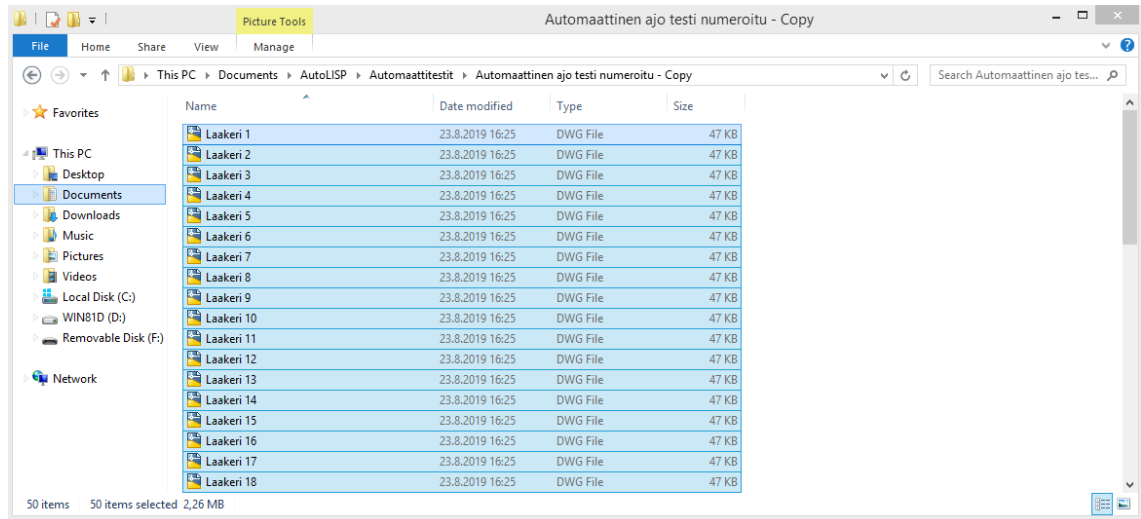 Picture Tools Automaattinen ajo testi numeroitu - Copy
File Home Share View Manage
This PC Documents AutoLISP Automaattitestit Automaattinen ajo testi numeroitu - Copy Search Automaattinen ajo tes...
Name Date modified Type Size
Favorites
This PC
Desktop
Documents
Downloads
Music
Pictures
Videos
Local Disk (C:)
WIN81D (D:)
Removable Disk (F:)
Network
Laakeri 1 23.8.2019 16:25 DWG File 47 KB
Laakeri 2 23.8.2019 16:25 DWG File 47 KB
Laakeri 3 23.8.2019 16:25 DWG File 47 KB
Laakeri 4 23.8.2019 16:25 DWG File 47 KB
Laakeri 5 23.8.2019 16:25 DWG File 47 KB
Laakeri 6 23.8.2019 16:25 DWG File 47 KB
Laakeri 7 23.8.2019 16:25 DWG File 47 KB
Laakeri 8 23.8.2019 16:25 DWG File 47 KB
Laakeri 9 23.8.2019 16:25 DWG File 47 KB
Laakeri 10 23.8.2019 16:25 DWG File 47 KB
Laakeri 11 23.8.2019 16:25 DWG File 47 KB
Laakeri 12 23.8.2019 16:25 DWG File 47 KB
Laakeri 13 23.8.2019 16:25 DWG File 47 KB
Laakeri 14 23.8.2019 16:25 DWG File 47 KB
Laakeri 15 23.8.2019 16:25 DWG File 47 KB
Laakeri 16 23.8.2019 16:25 DWG File 47 KB
Laakeri 17 23.8.2019 16:25 DWG File 47 KB
Laakeri 18 23.8.2019 16:25 DWG File 47 KB
50 items 50 items selected 2,26 MB